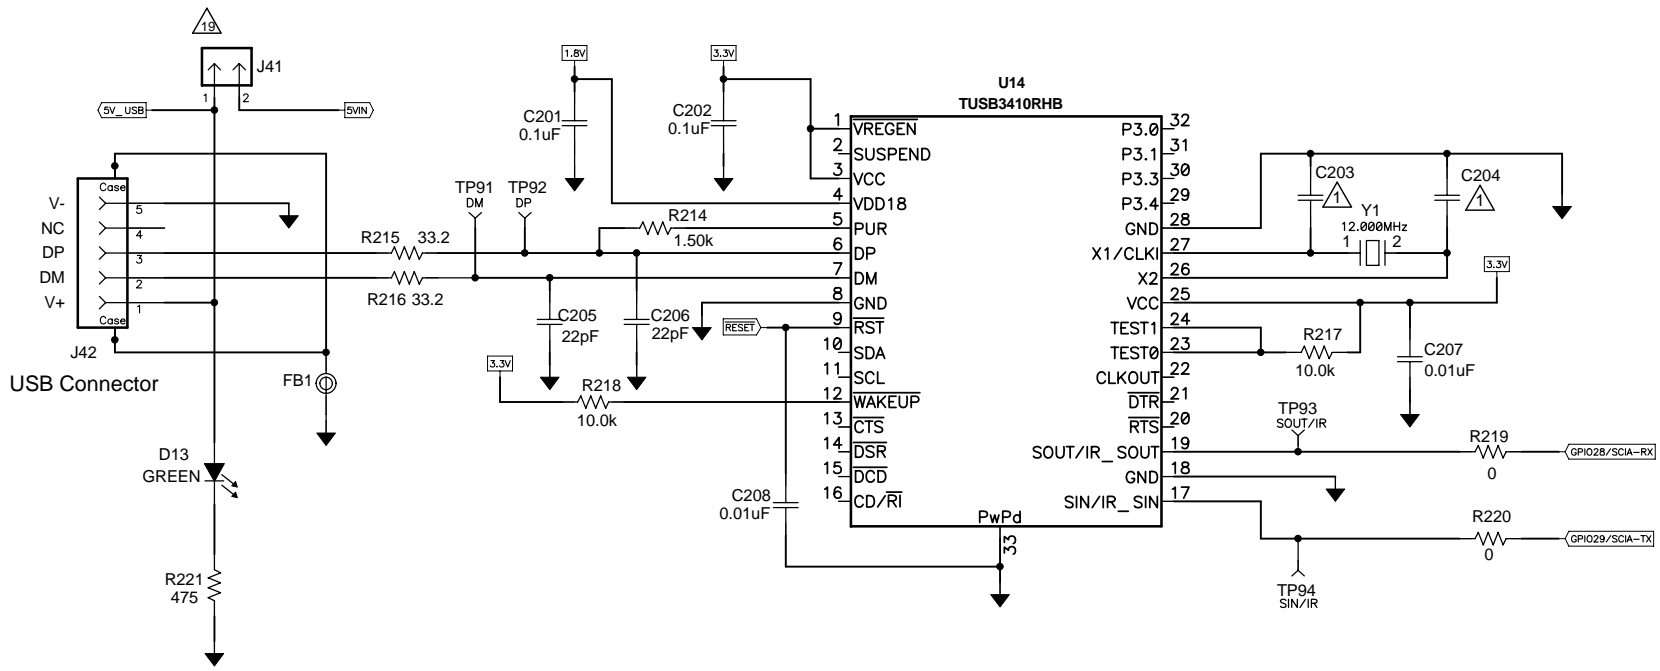 19
J41
1 2
5V_USB
5VIN
1.8V
3.3V
C201
0.1uF
C202
0.1uF
U14
TUSB3410RHB
1 VREGEN
2 SUSPEND
3 VCC
4 VDD18
5 PUR
6 DP
7 DM
8 GND
9 RST
10 SDA
11 SCL
12 WAKEUP
13 CTS
14 DSR
15 DCD
16 CD/RI
P3.0 32
P3.1 31
P3.3 30
P3.4 29
GND 28
X1/CLKI 27
X2 26
VCC 25
TEST1 24
TEST0 23
CLKOUT 22
DTR 21
RTS 20
SOUT/IR_SOUT 19
GND 18
SIN/IR_SIN 17
PwPd
33
C203
1
C204
1
Y1
12.000MHz
1 2
3.3V
R217
10.0k
C207
0.01uF
TP93
SOUT/IR
R219
0
GPIO28/SCIA-RX
R220
0
GPIO29/SCIA-TX
TP94
SIN/IR
Case
V- 5
NC 4
DP 3
DM 2
V+ 1
Case
J42
USB Connector
FB1
TP91
DM
TP92
DP
R214
1.50k
R215 33.2
R216 33.2
C205
22pF
C206
22pF
RESET
3.3V
R218
10.0k
C208
0.01uF
D13
GREEN
R221
475